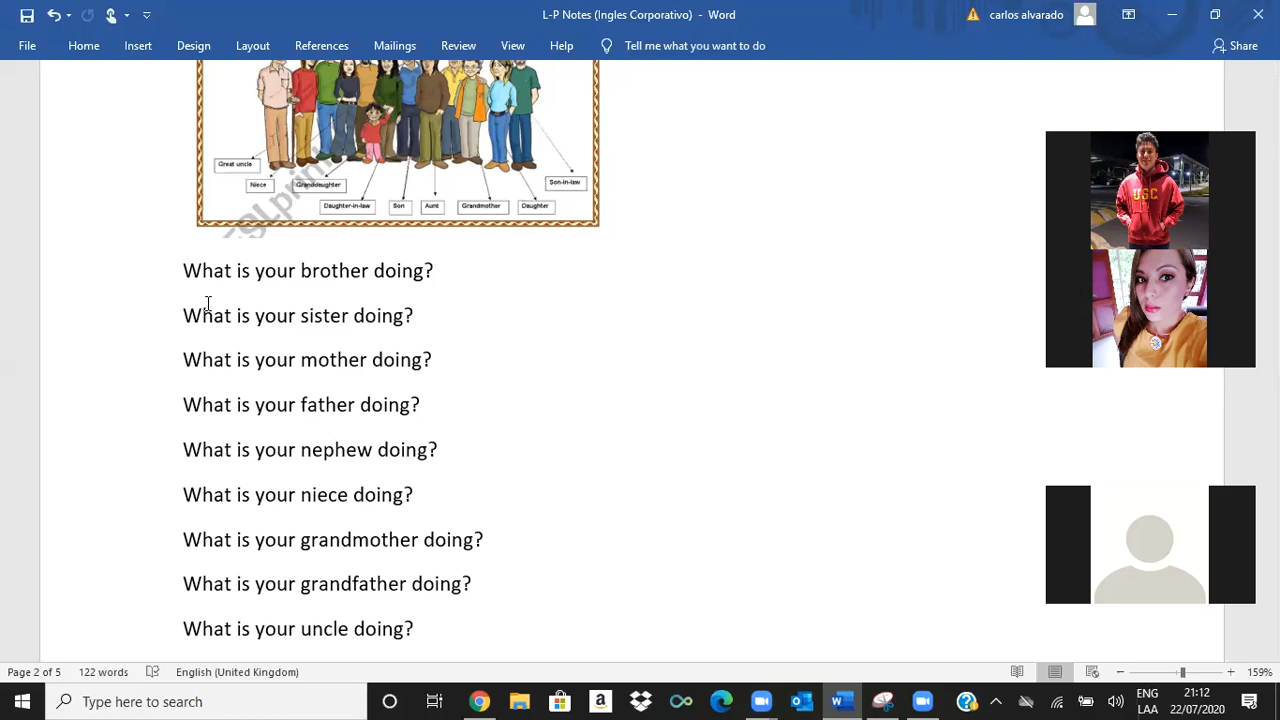 L-P Notes (Ingles Corporativo) - Word
carlos alvarado
File Home Insert Design Layout References Mailings Review View Help Tell me what you want to do Share
Great uncle
Niece Granddaughter Son-in-law
Daughter-in-law Son Aunt Grandmother Daughter
What is your brother doing?
What is your sister doing?
What is your mother doing?
What is your father doing?
What is your nephew doing?
What is your niece doing?
What is your grandmother doing?
What is your grandfather doing?
What is your uncle doing?
USC
Page 2 of 5 122 words English (United Kingdom) 159%
Type here to search
ENG 21:12
LAA 22/07/2020